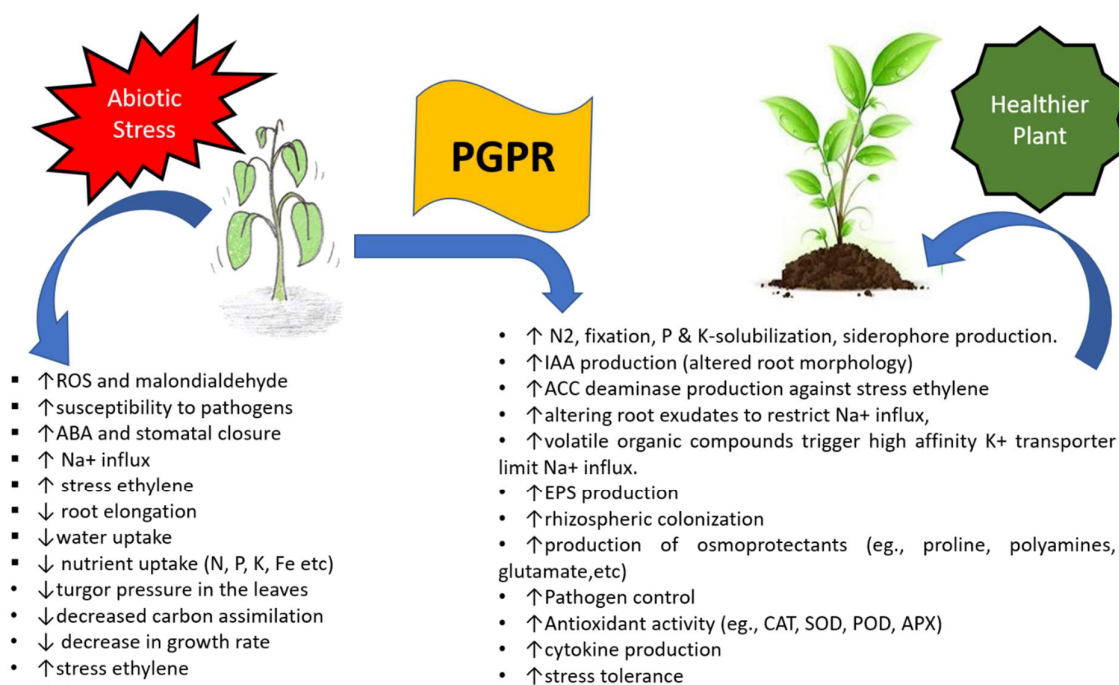 Abiotic
Stress
PGPR
Healthier
Plant
▪ ↑ROS and malondialdehyde
▪ ↑susceptibility to pathogens
▪ ↑ABA and stomatal closure
▪ ↑ Na+ influx
▪ ↑ stress ethylene
▪ ↓ root elongation
▪ ↓water uptake
▪ ↓ nutrient uptake (N, P, K, Fe etc)
• ↓turgor pressure in the leaves
• ↓decreased carbon assimilation
• ↓ decrease in growth rate
• ↑stress ethylene
• ↑ N2, fixation, P & K-solubilization, siderophore production.
• ↑IAA production (altered root morphology)
• ↑ACC deaminase production against stress ethylene
• ↑altering root exudates to restrict Na+ influx,
• ↑volatile organic compounds trigger high affinity K+ transporter
limit Na+ influx.
• ↑EPS production
• ↑rhizospheric colonization
• ↑production of osmoprotectants (eg., proline, polyamines,
glutamate,etc)
• ↑Pathogen control
• ↑Antioxidant activity (eg., CAT, SOD, POD, APX)
• ↑cytokine production
• ↑stress tolerance